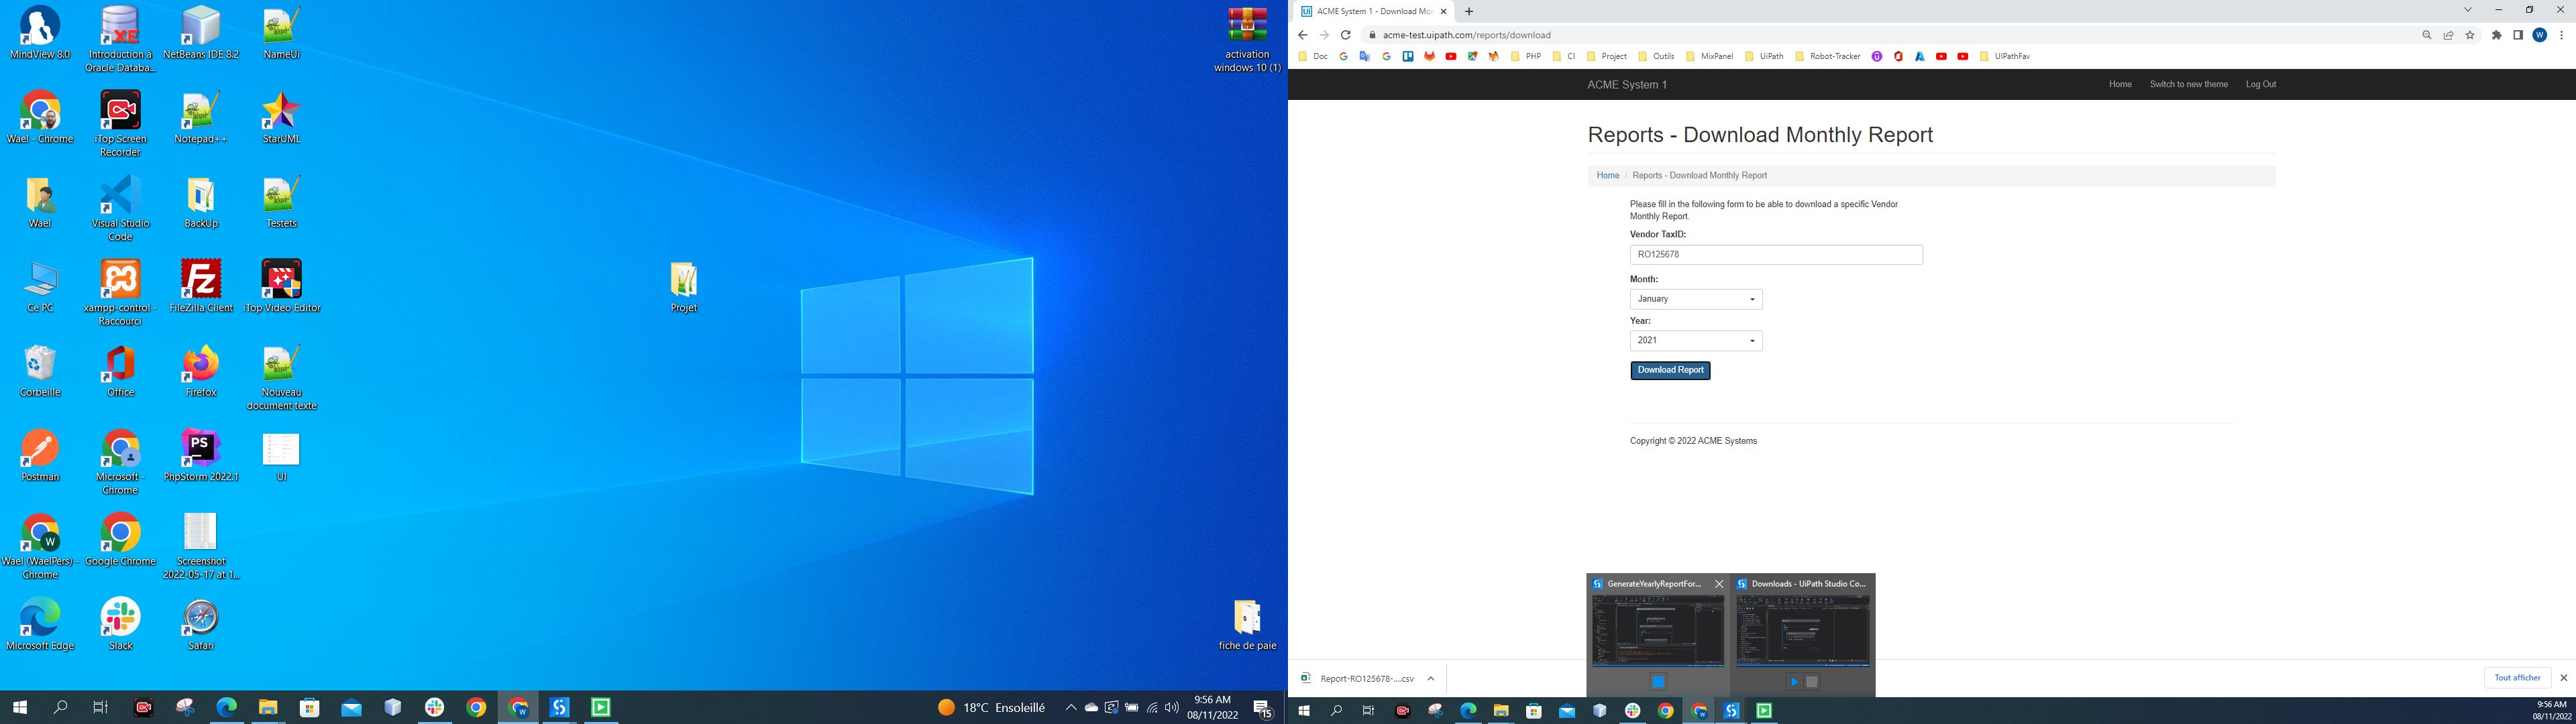 MindView 8.0
Introduction à
Oracle Databa...
NetBeans IDE 8.2
NameUi
activation
windows 10 (1)
Wael - Chrome
iTop Screen
Recorder
Notepad++
StarUML
Wael
Visual Studio
Code
BackUp
Testets
Ce PC
xampp-control -
Raccourci
FileZilla Client
iTop Video Editor
Projet
Corbeille
Office
Firefox
Nouveau
document texte
Postman
Microsoft -
Chrome
PhpStorm 2022.1
UI
Wael (WaelPers) -
Chrome
Google Chrome
Screenshot
2022-05-17 at 1...
Microsoft Edge
Slack
Safari
fiche de paie
18°C Ensoleillé
9:56 AM
08/11/2022
15
ACME System 1 - Download Mon
acme-test.uipath.com/reports/download
Doc
PHP
CI
Project
Outils
MixPanel
UiPath
Robot-Tracker
UIPathFav
ACME System 1
Home
Switch to new theme
Log Out
Reports - Download Monthly Report
Home / Reports - Download Monthly Report
Please fill in the following form to be able to download a specific Vendor
Monthly Report.
Vendor TaxID:
RO125678
Month:
January
Year:
2021
Download Report
Copyright © 2022 ACME Systems
GenerateYearlyReportFor...
Downloads - UiPath Studio Co...
Report-RO125678-....csv
Tout afficher
9:56 AM
08/11/2022